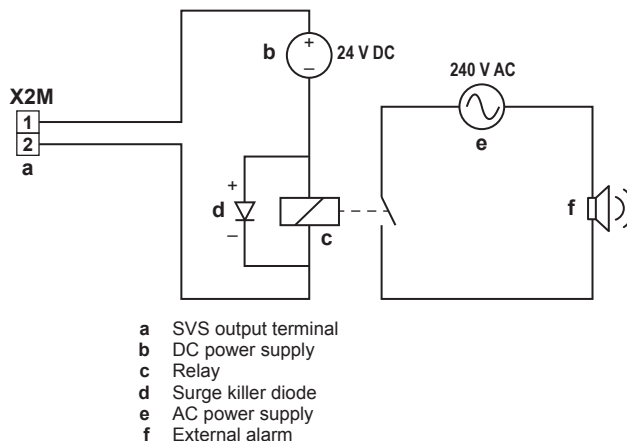 b
+
–
24 V DC
240 V AC
e
X2M
1
2
a
+
d
–
c
f
a SVS output terminal
b DC power supply
c Relay
d Surge killer diode
e AC power supply
f External alarm